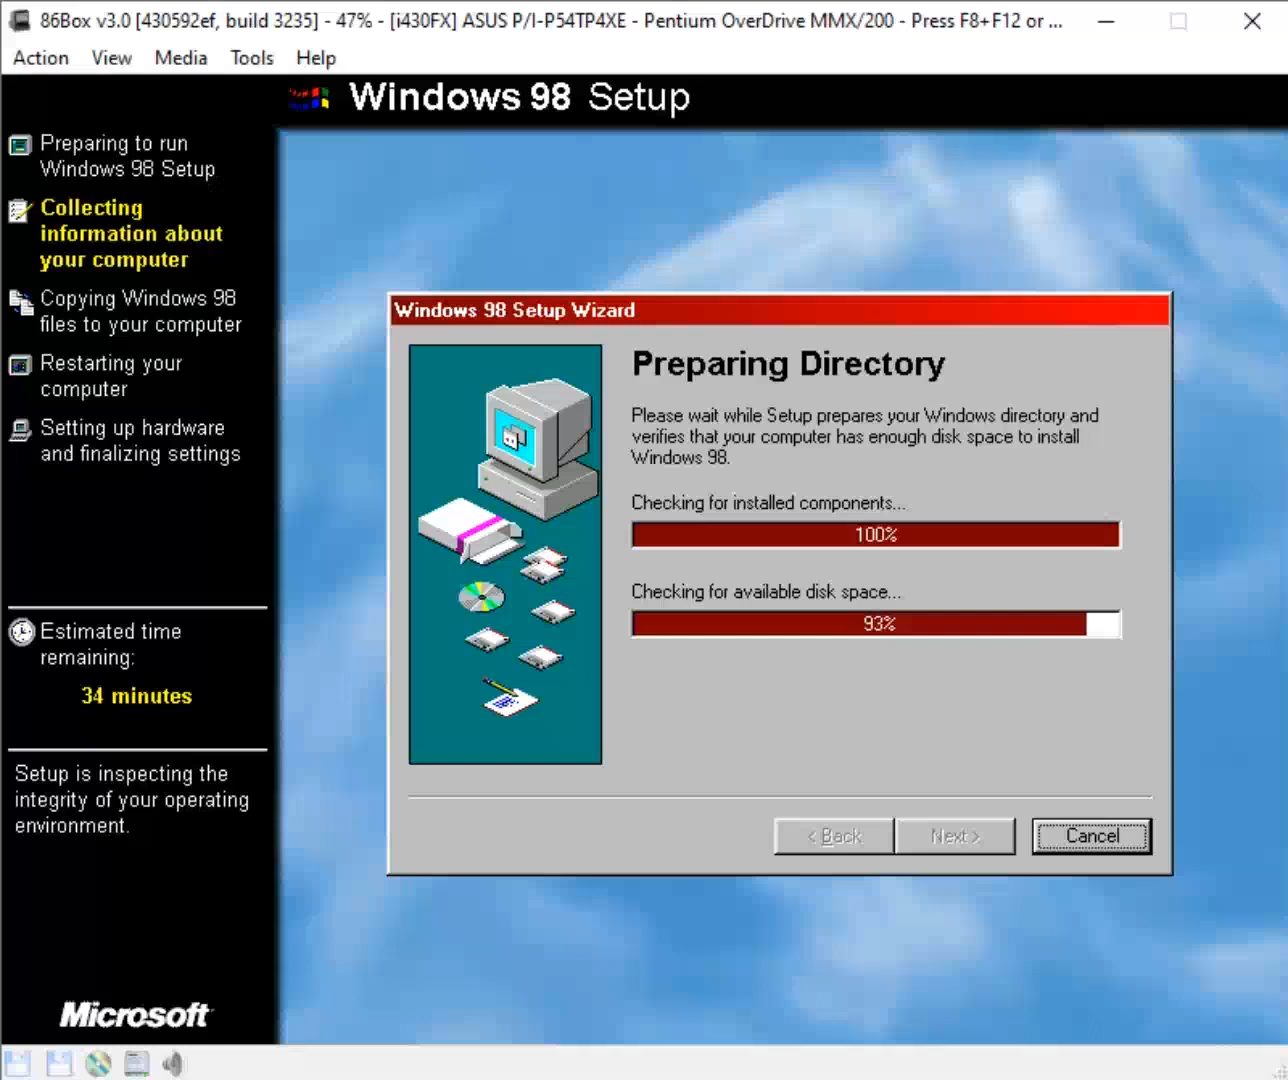 86Box v3.0 [430592ef, build 3235] - 47% - [i430FX] ASUS P/I-P54TP4XE - Pentium OverDrive MMX/200 - Press F8+F12 or ...
Action View Media Tools Help
Windows 98 Setup
Preparing to run
Windows 98 Setup
Collecting
information about
your computer
Copying Windows 98
files to your computer
Restarting your
computer
Setting up hardware
and finalizing settings
Estimated time
remaining:
34 minutes
Setup is inspecting the
integrity of your operating
environment.
Microsoft
Windows 98 Setup Wizard
Preparing Directory
Please wait while Setup prepares your Windows directory and
verifies that your computer has enough disk space to install
Windows 98.
Checking for installed components...
100%
Checking for available disk space...
93%
< Back
Next >
Cancel